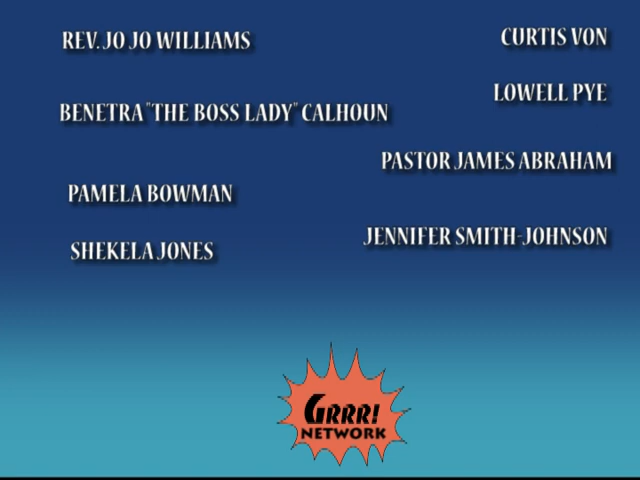 REV. JO JO WILLIAMS
CURTIS VON
LOWELL PYE
BENETRA "THE BOSS LADY" CALHOUN
PASTOR JAMES ABRAHAM
PAMELA BOWMAN
JENNIFER SMITH-JOHNSON
SHEKELA JONES
GRRR!
NETWORK